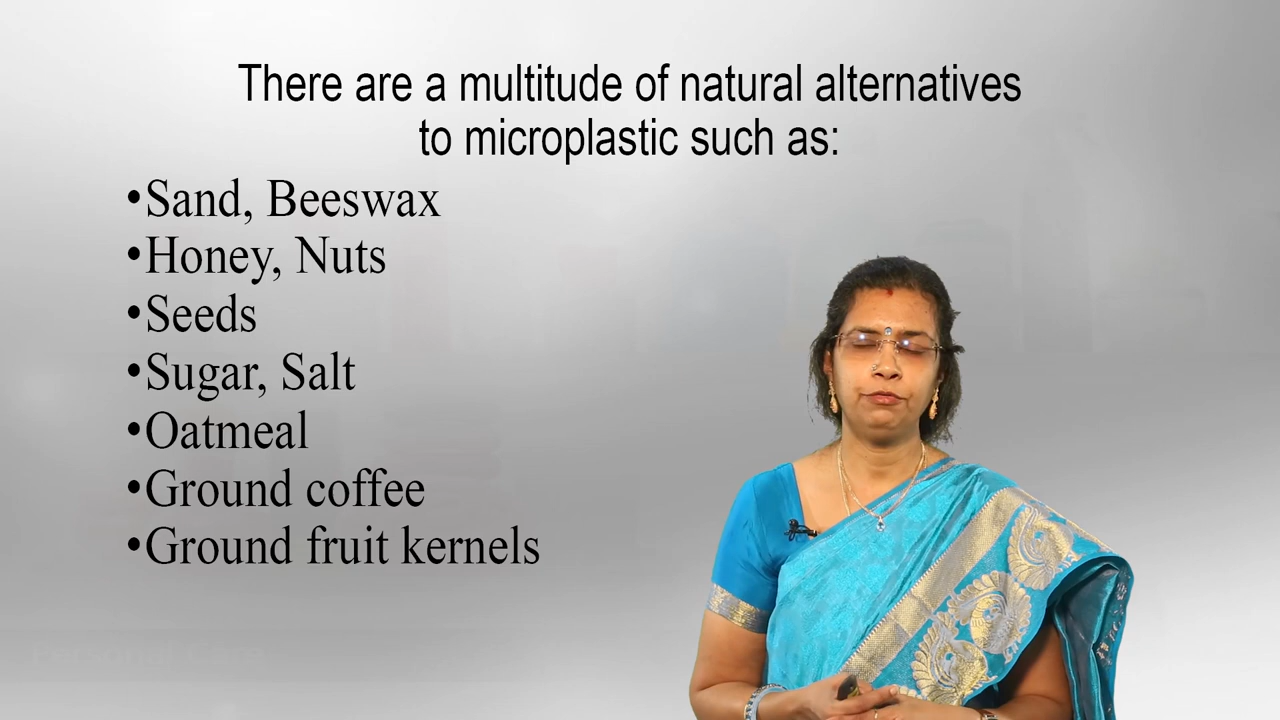 There are a multitude of natural alternatives
to microplastic such as:
•Sand, Beeswax
•Honey, Nuts
•Seeds
•Sugar, Salt
•Oatmeal
•Ground coffee
•Ground fruit kernels